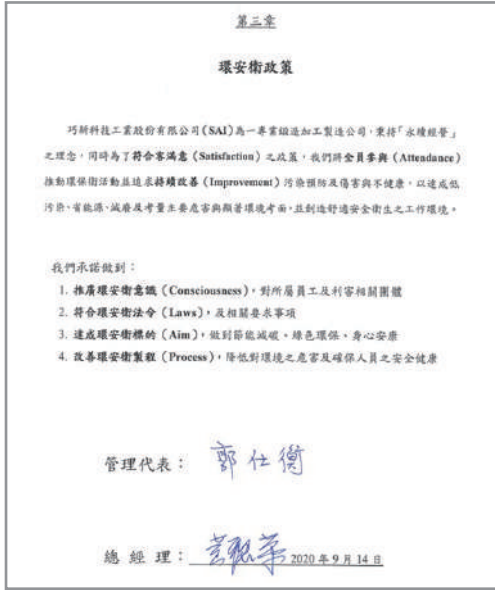 第三章
環安衛政策
巧新科技工業股份有限公司(SAI)為一專業鍛造加工製造公司,秉持「永續經營」
之理念,同時為了符合客滿意(Satisfaction)之政策,我們將全員參與(Attendance)
推動環保衛活動並追求持續改善(Improvement)污染預防及傷害與不健康,以達成低
污染、省能源、減廢及考量主要危害與顯著環境考面,並創造舒適安全衛生之工作環境。
我們承諾做到:
1. 推廣環安衛意識(Consciousness),對所屬員工及利害相關團體
2. 符合環安衛法令(Laws),及相關要求事項
3. 達成環安衛標的(Aim),做到節能減碳、綠色環保、身心安康
4. 改善環安衛製程(Process),降低對環境之危害及確保人員之安全健康
管理代表: 郭仕衡
總經理: 2020年9月14日